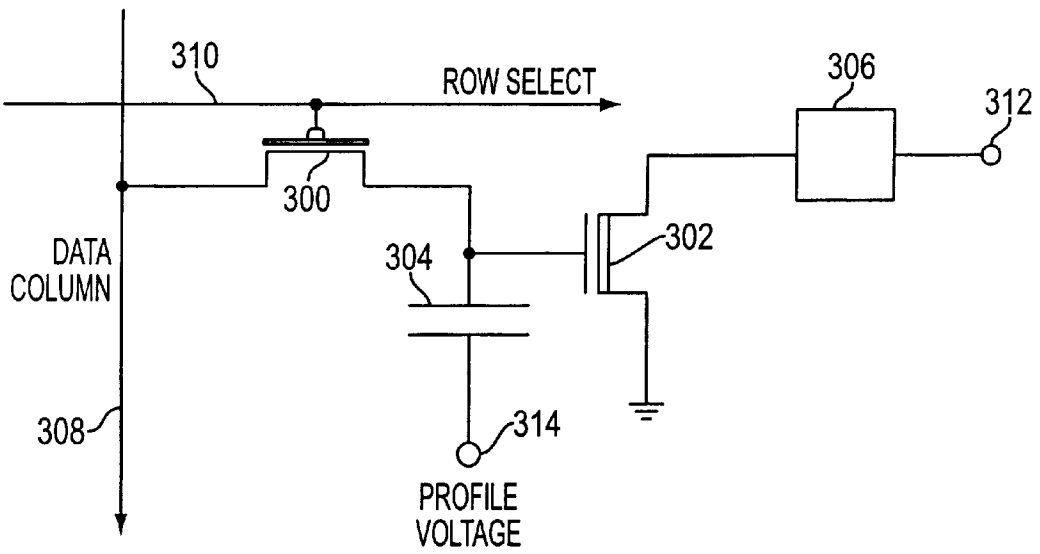 310
ROW SELECT
306
312
300
DATA
COLUMN
304
302
308
314
PROFILE
VOLTAGE